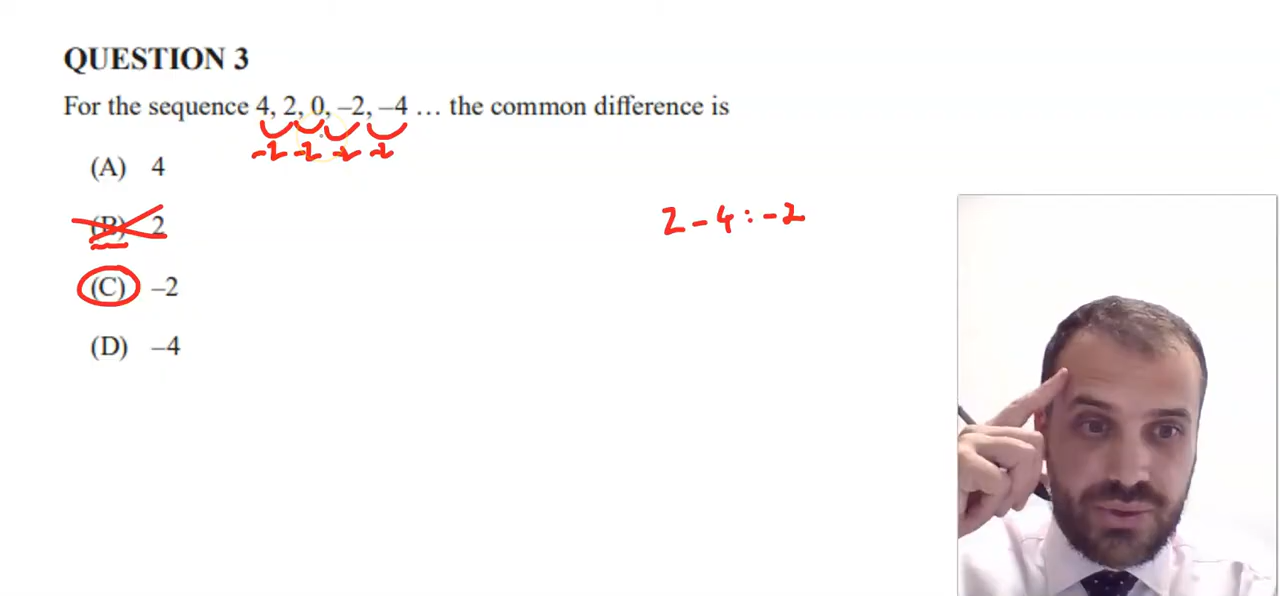 QUESTION 3
For the sequence 4, 2, 0, –2, –4 … the common difference is
-2 -2 -2 -2
(A) 4
(B) 2
2 - 4 : -2
(C) –2
(D) –4